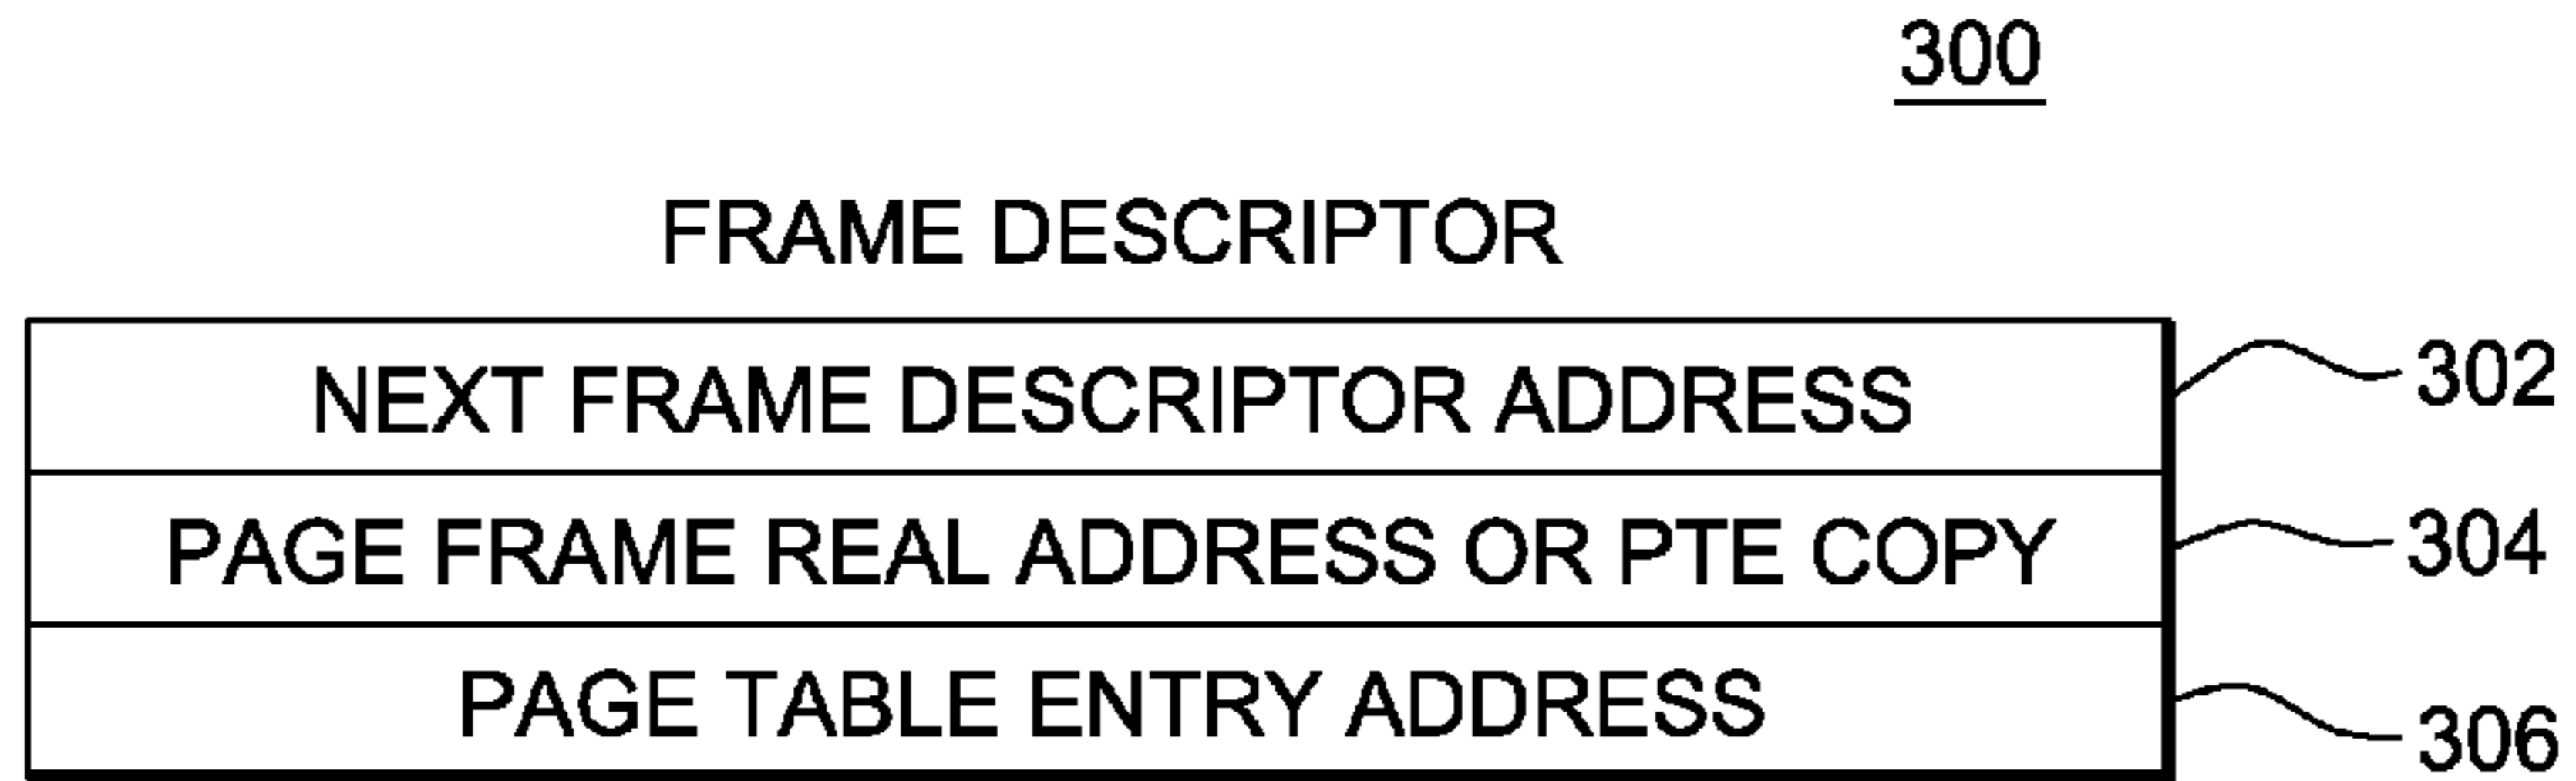 300
FRAME DESCRIPTOR
NEXT FRAME DESCRIPTOR ADDRESS 302
PAGE FRAME REAL ADDRESS OR PTE COPY 304
PAGE TABLE ENTRY ADDRESS 306